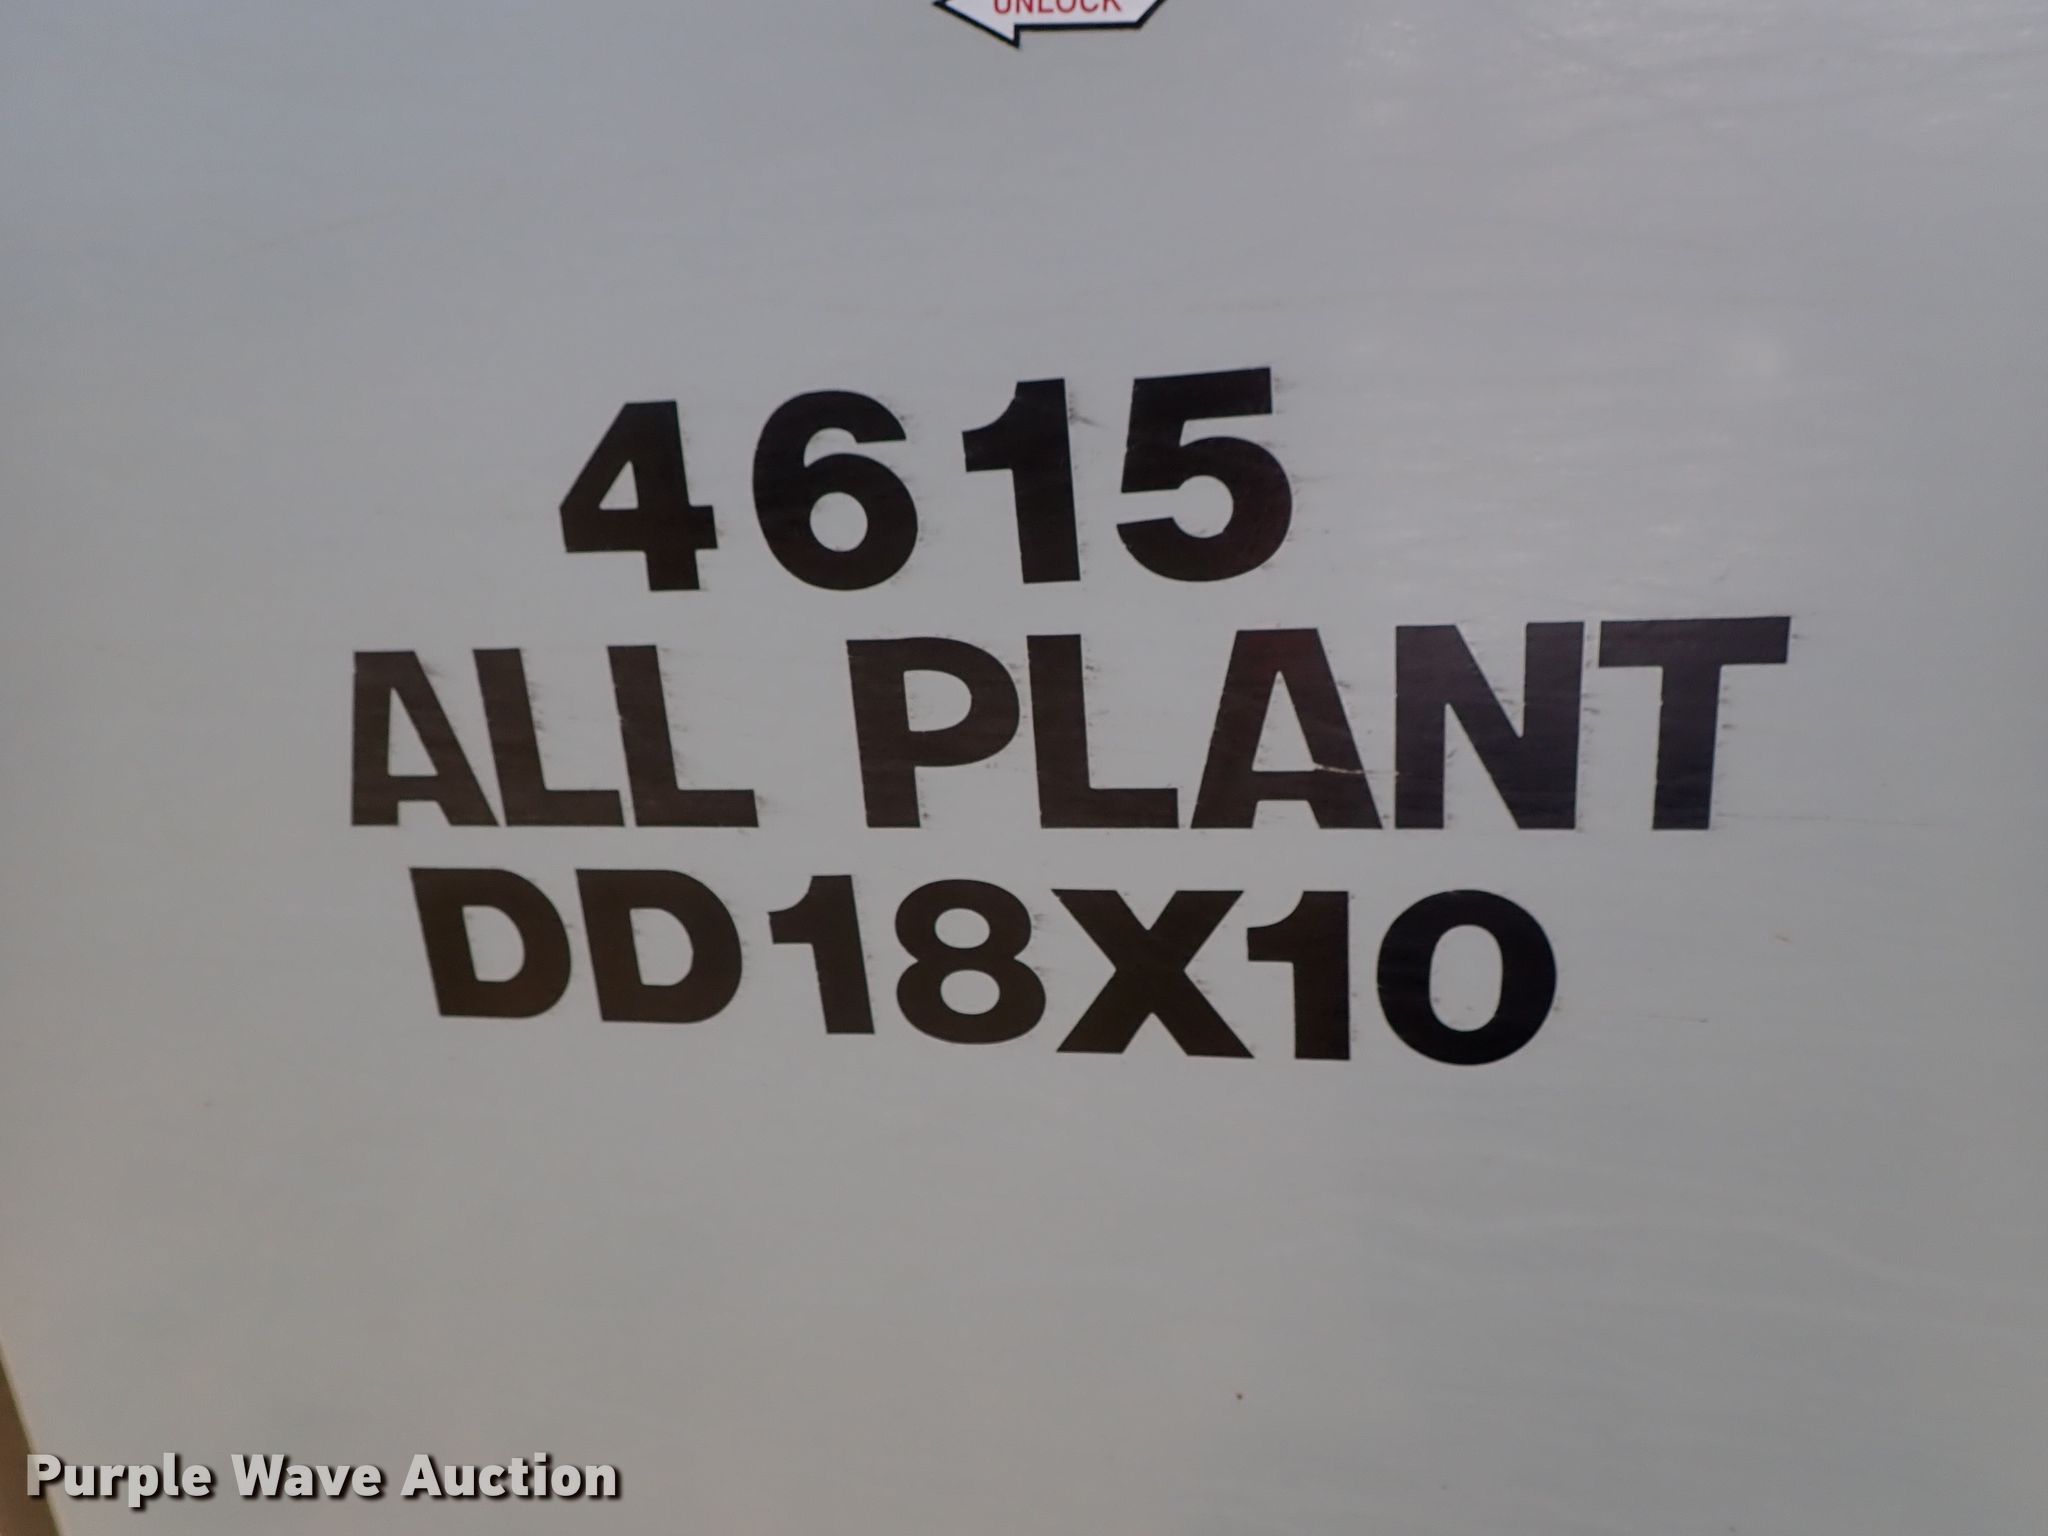 UNLOCK
4615
ALL PLANT
DD18X10
Purple Wave Auction